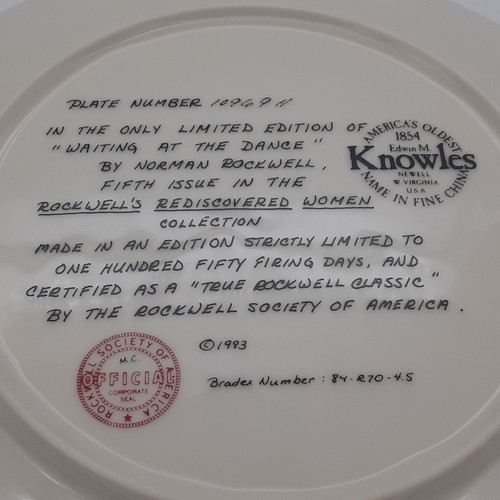 PLATE NUMBER 10969 H
IN THE ONLY LIMITED EDITION OF
"WAITING AT THE DANCE"
BY NORMAN ROCKWELL,
FIFTH ISSUE IN THE
ROCKWELL'S REDISCOVERED WOMEN
COLLECTION
MADE IN AN EDITION STRICTLY LIMITED TO
ONE HUNDRED FIFTY FIRING DAYS, AND
CERTIFIED AS A "TRUE ROCKWELL CLASSIC"
BY THE ROCKWELL SOCIETY OF AMERICA.
©1983
Bradex Number: 84-R70-4.5
AMERICA'S OLDEST
1854
Edwin M.
Knowles
NEWELL
W VIRGINIA
USA
NAME IN FINE CHINA
ROCKWELL SOCIETY OF AMERICA
M.C.
OFFICIAL
CORPORATE
SEAL